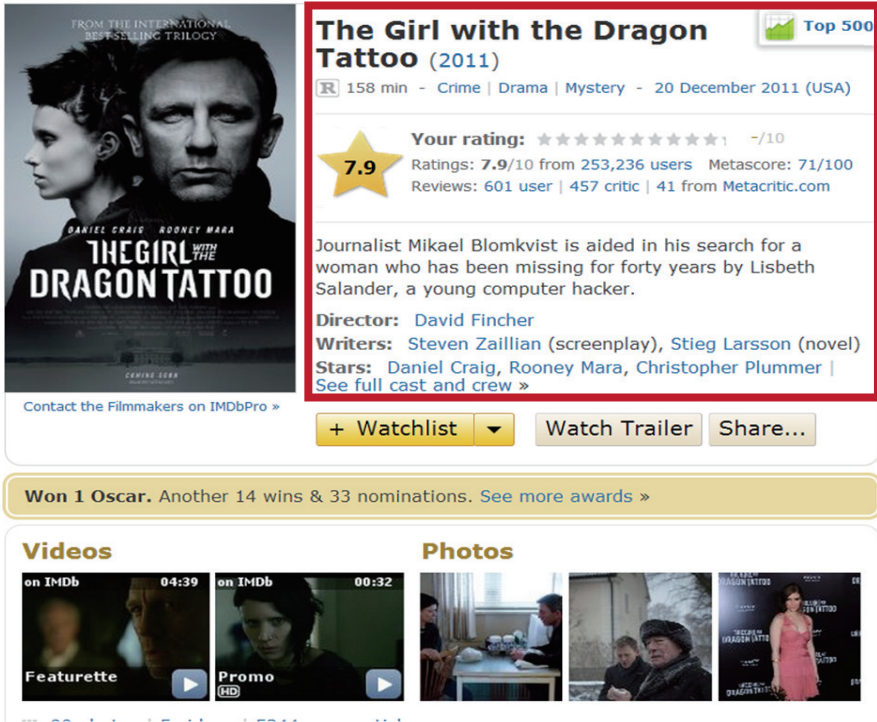 FROM THE INTERNATIONAL
BEST SELLING TRILOGY
DANIEL CRAIG ROONEY MARA
THE GIRL WITH THE
DRAGON TATTOO
COMING SOON
Contact the Filmmakers on IMDbPro »
The Girl with the Dragon
Tattoo (2011)
Top 500
R 158 min - Crime | Drama | Mystery - 20 December 2011 (USA)
7.9
Your rating: -/10
Ratings: 7.9/10 from 253,236 users Metascore: 71/100
Reviews: 601 user | 457 critic | 41 from Metacritic.com
Journalist Mikael Blomkvist is aided in his search for a
woman who has been missing for forty years by Lisbeth
Salander, a young computer hacker.
Director: David Fincher
Writers: Steven Zaillian (screenplay), Stieg Larsson (novel)
Stars: Daniel Craig, Rooney Mara, Christopher Plummer |
See full cast and crew »
+ Watchlist
Watch Trailer
Share...
Won 1 Oscar. Another 14 wins & 33 nominations. See more awards »
Videos
Photos
on IMDb 04:39
Featurette
on IMDb 00:32
Promo
HD
DRAGON TATTOO